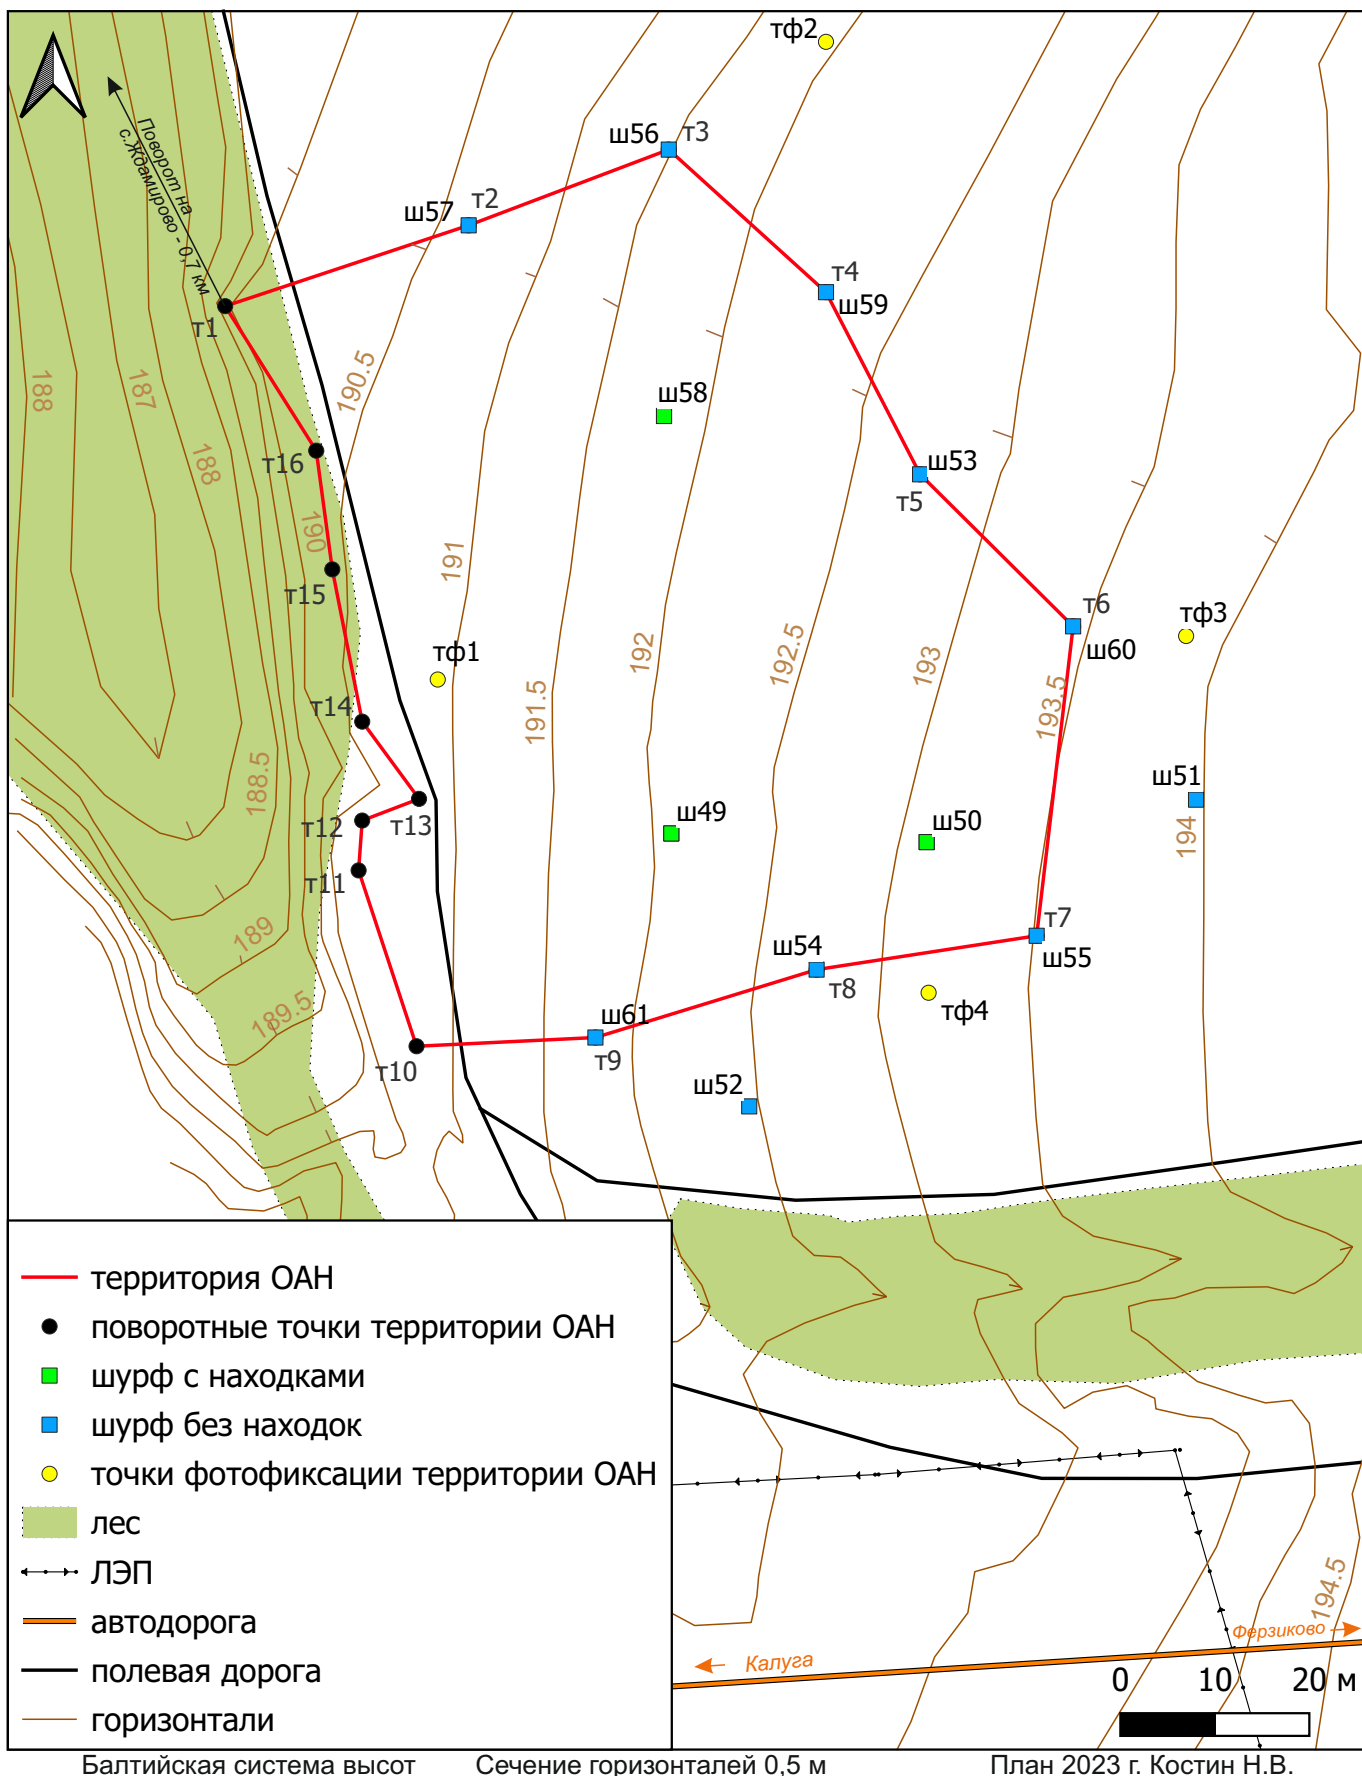 тф2
Поворот на
с.Ждамирово - 0,7 км
ш56
т3
ш57
т2
т4
ш59
т1
190.5
188
187
ш58
188
т16
ш53
т5
190
191
т15
т6
тф3
ш60
192
192.5
193
тф1
191.5
193.5
т14
188.5
ш51
т12
т13
ш49
ш50
194
т11
189
т7
ш55
ш54
т8
189.5
тф4
ш61
т9
т10
ш52
территория ОАН
поворотные точки территории ОАН
шурф с находками
шурф без находок
точки фотофиксации территории ОАН
лес
ЛЭП
автодорога
полевая дорога
горизонтали
194.5
Ферзиково
Калуга
0 10 20 м
Балтийская система высот Сечение горизонталей 0,5 м План 2023 г. Костин Н.В.